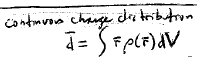 continuous charge distribution
d̄ = ∫ r̄ρ(r̄)dV